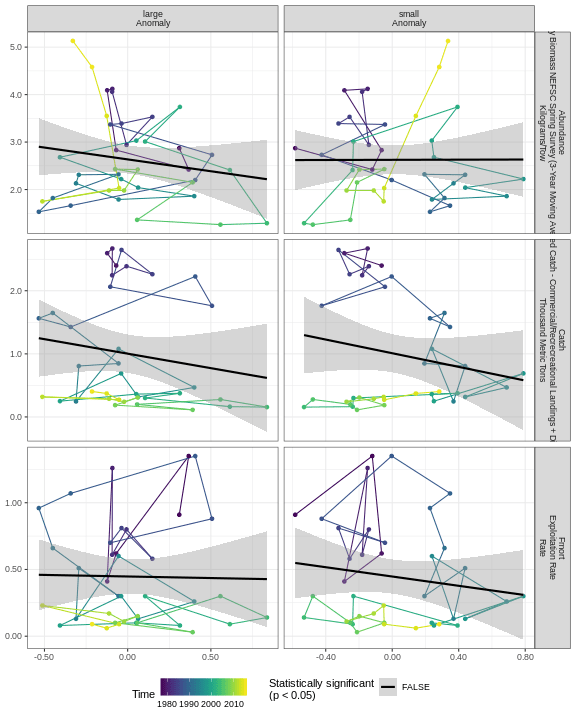 large
Anomaly
small
Anomaly
5.0
4.0
3.0
2.0
Abundance
Biomass NEFSC Spring Survey (3-Year Moving
Kilograms/tow
2.0
1.0
0.0
Catch
Catch - Commercial/Recreational Landings +
Thousand Metric Tons
1.00
0.50
0.00
Fmort
Exploitation Rate
Rate
-0.50 0.00 0.50
-0.40 0.00 0.40 0.80
Time
1980 1990 2000 2010
Statistically significant
(p < 0.05)
FALSE